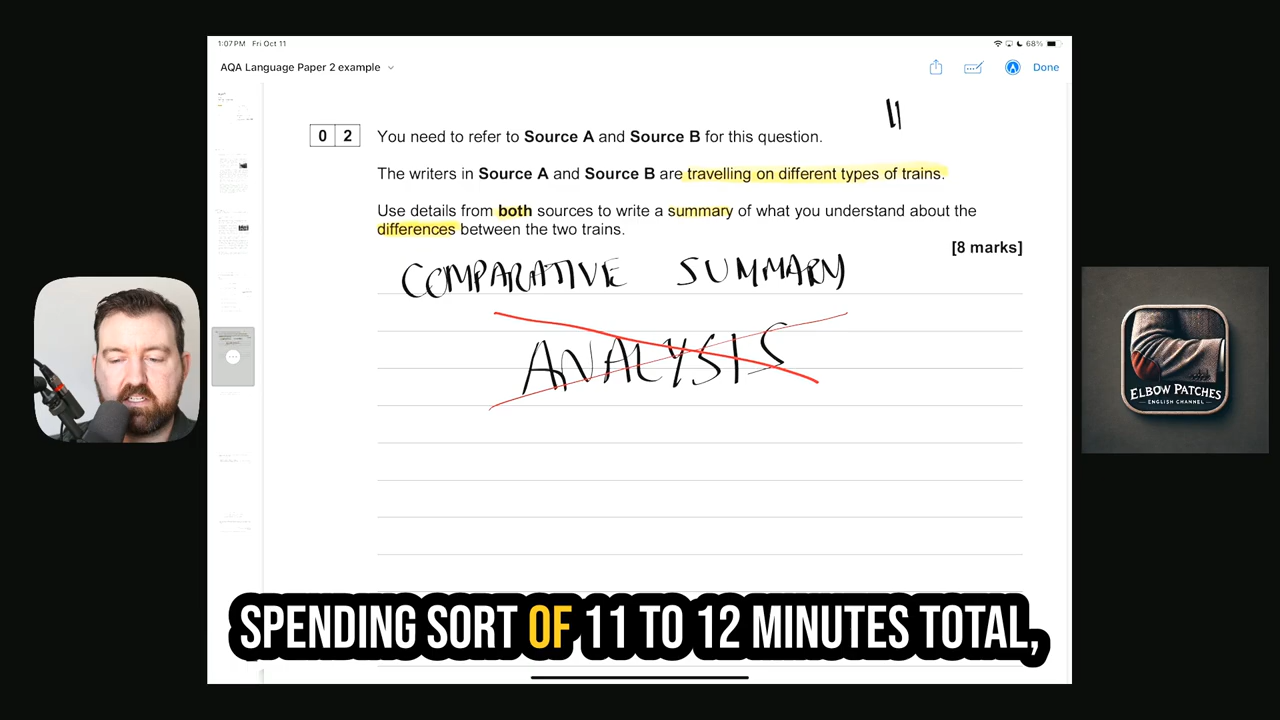 1:07 PM Fri Oct 11
68%
AQA Language Paper 2 example
Done
11
0 2
You need to refer to Source A and Source B for this question.
The writers in Source A and Source B are travelling on different types of trains.
Use details from both sources to write a summary of what you understand about the
differences between the two trains.
[8 marks]
COMPARATIVE SUMMARY
ANALYSIS
ELBOW PATCHES
ENGLISH CHANNEL
SPENDING SORT OF 11 TO 12 MINUTES TOTAL,